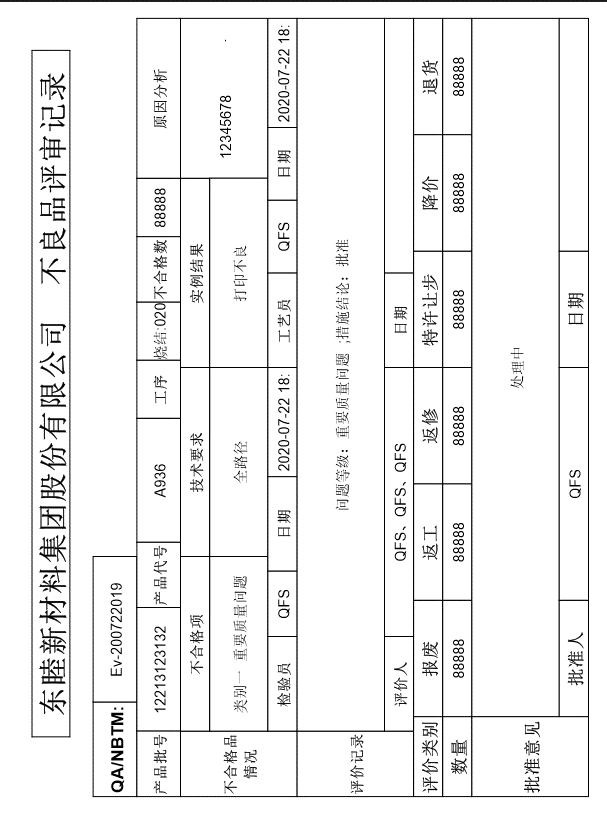 东睦新材料集团股份有限公司 不良品评审记录
QA/NBTM: Ev-200722019
产品批号 12213123132 产品代号 A936 工序 烧结:020 不合格数 88888 原因分析
不合格品情况 不合格项 技术要求 实例结果 12345678
类别一 重要质量问题 全路径 打印不良
检验员 QFS 日期 2020-07-22 18: 工艺员 QFS 日期 2020-07-22 18:
评价记录 问题等级: 重要质量问题 ;措施结论: 批准
评价人 QFS、QFS、QFS 日期
评价类别 报废 返工 返修 特许让步 降价 退货
数量 88888 88888 88888 88888 88888 88888
批准意见 处理中
批准人 QFS 日期